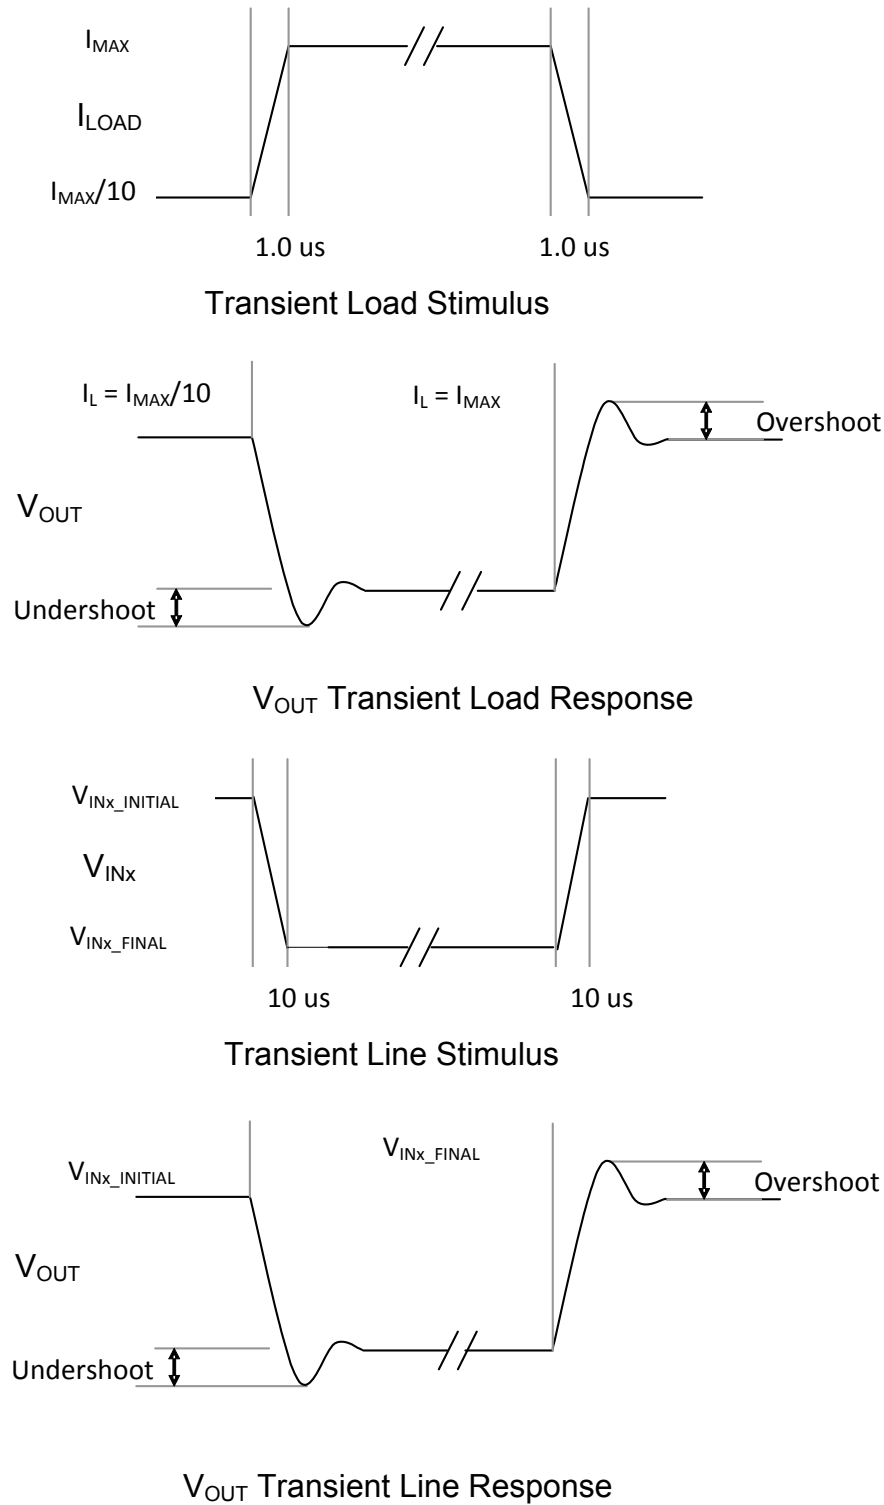 IMAX
ILOAD
IMAX/10
1.0 us 1.0 us
Transient Load Stimulus
IL = IMAX/10 IL = IMAX
Overshoot
VOUT
Undershoot
VOUT Transient Load Response
VINx_INITIAL
VINx
VINx_FINAL
10 us 10 us
Transient Line Stimulus
VINx_INITIAL VINx_FINAL
Overshoot
VOUT
Undershoot
VOUT Transient Line Response